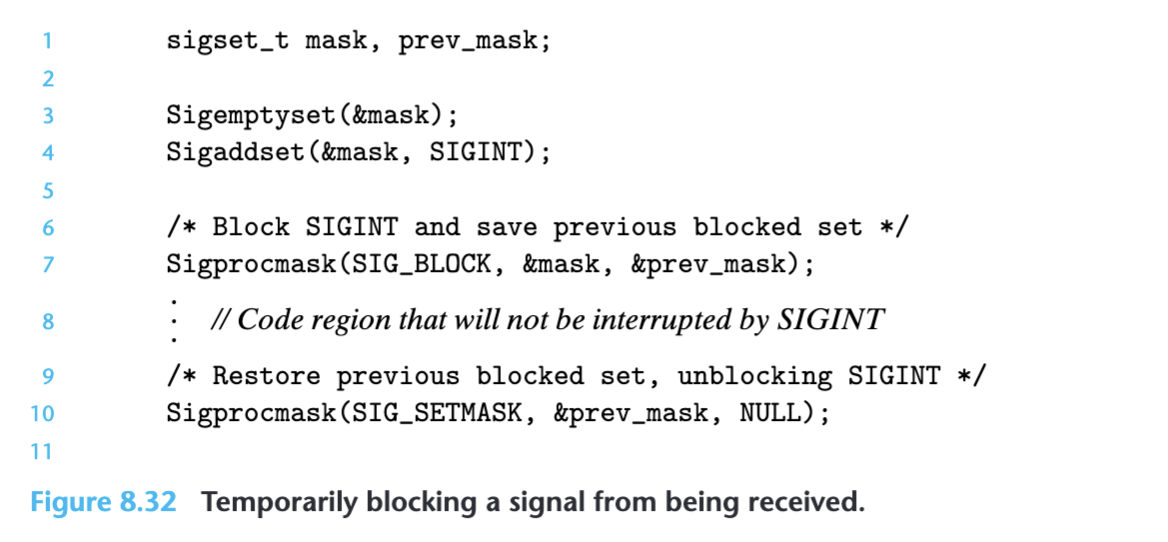 1 sigset_t mask, prev_mask;
2
3 Sigemptyset(&mask);
4 Sigaddset(&mask, SIGINT);
5
6 /* Block SIGINT and save previous blocked set */
7 Sigprocmask(SIG_BLOCK, &mask, &prev_mask);
8 ⋮ // Code region that will not be interrupted by SIGINT
9 /* Restore previous blocked set, unblocking SIGINT */
10 Sigprocmask(SIG_SETMASK, &prev_mask, NULL);
11
Figure 8.32 Temporarily blocking a signal from being received.